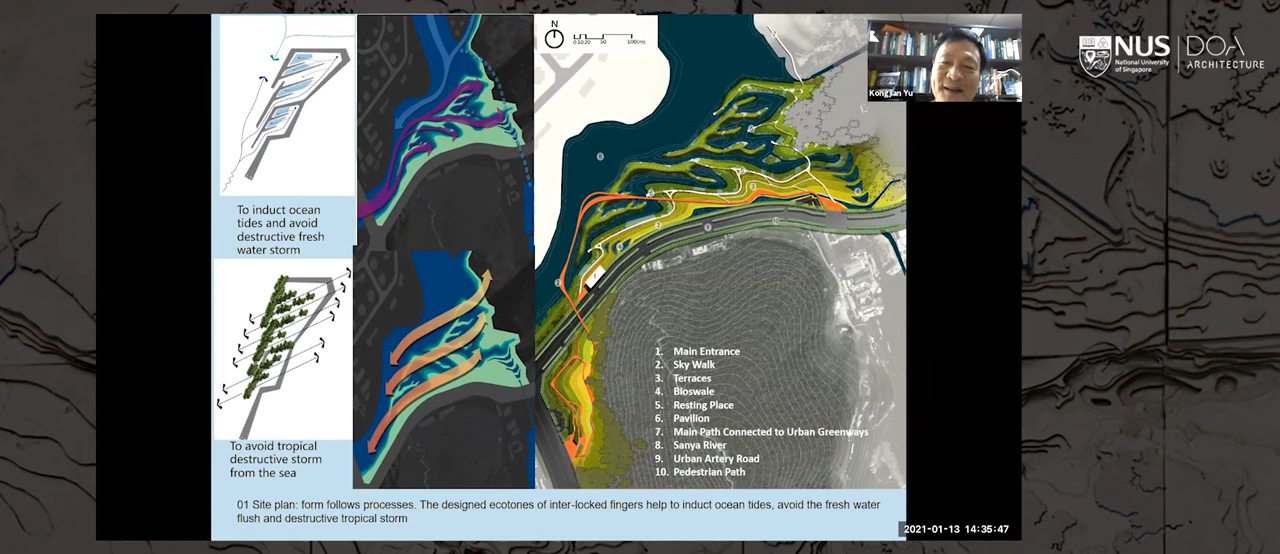 N
0 10 20 50 100(m)
KongJian Yu
NUS
National University
of Singapore
DOA
ARCHITECTURE
To induct ocean
tides and avoid
destructive fresh
water storm
To avoid tropical
destructive storm
from the sea
1. Main Entrance
2. Sky Walk
3. Terraces
4. Bioswale
5. Resting Place
6. Pavilion
7. Main Path Connected to Urban Greenways
8. Sanya River
9. Urban Artery Road
10. Pedestrian Path
01 Site plan: form follows processes. The designed ecotones of inter-locked fingers help to induct ocean tides, avoid the fresh water
flush and destructive tropical storm
2021-01-13 14:35:47